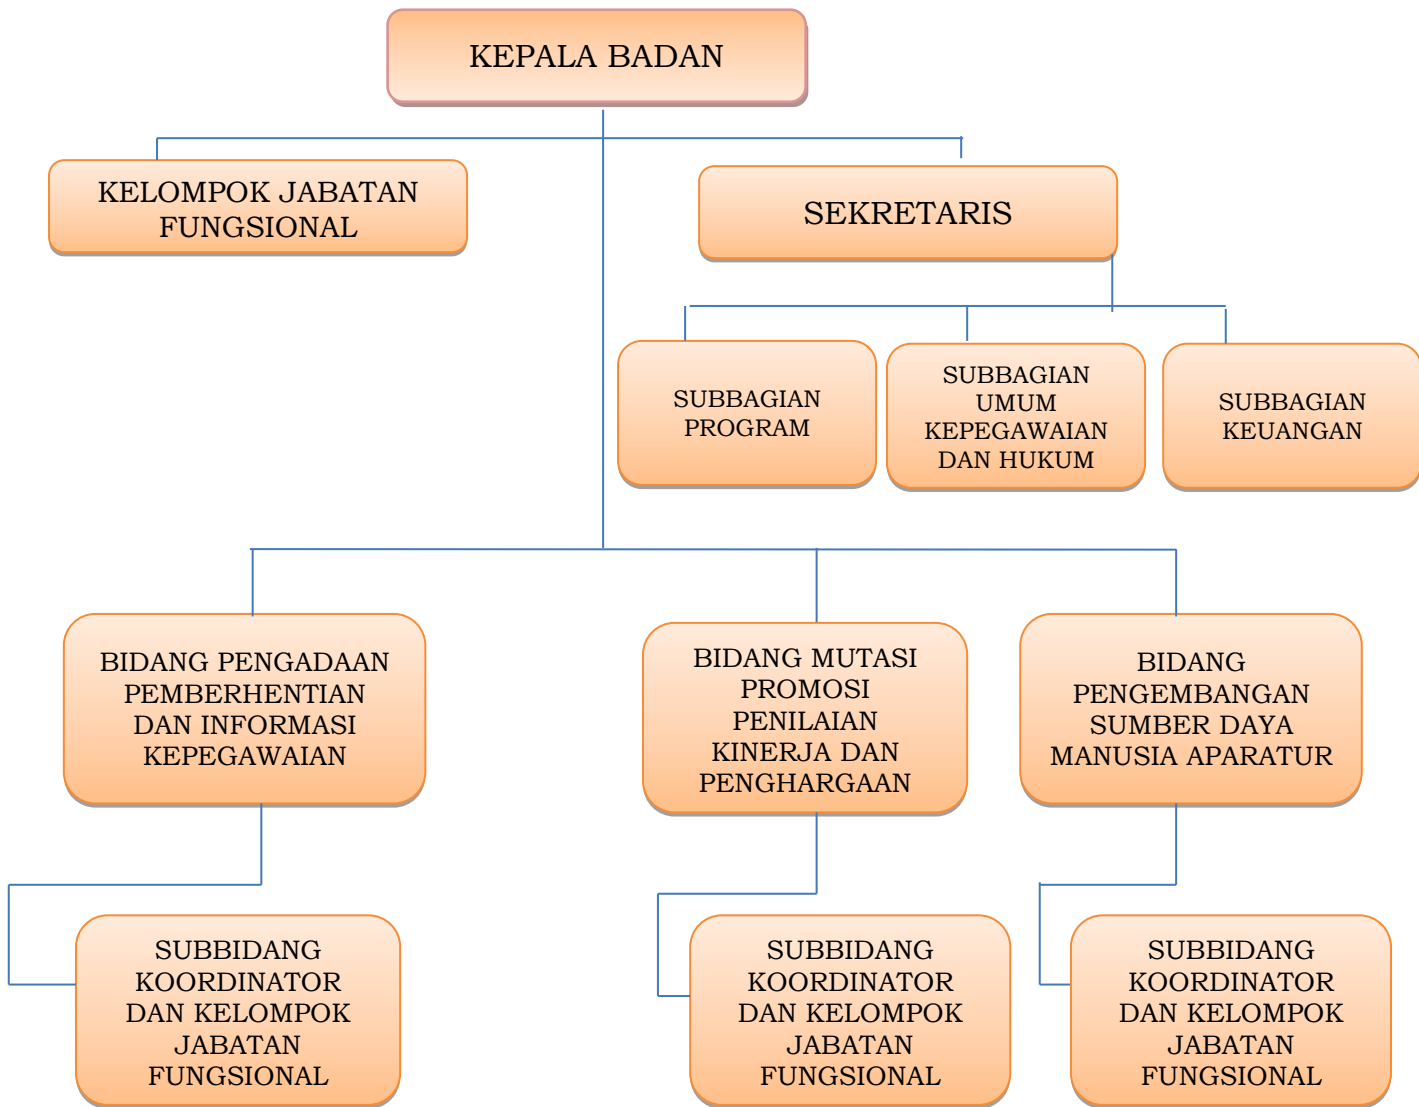 KEPALA BADAN
KELOMPOK JABATAN
FUNGSIONAL
SEKRETARIS
SUBBAGIAN
PROGRAM
SUBBAGIAN
UMUM
KEPEGAWAIAN
DAN HUKUM
SUBBAGIAN
KEUANGAN
BIDANG PENGADAAN
PEMBERHENTIAN
DAN INFORMASI
KEPEGAWAIAN
BIDANG MUTASI
PROMOSI
PENILAIAN
KINERJA DAN
PENGHARGAAN
BIDANG
PENGEMBANGAN
SUMBER DAYA
MANUSIA APARATUR
SUBBIDANG
KOORDINATOR
DAN KELOMPOK
JABATAN
FUNGSIONAL
SUBBIDANG
KOORDINATOR
DAN KELOMPOK
JABATAN
FUNGSIONAL
SUBBIDANG
KOORDINATOR
DAN KELOMPOK
JABATAN
FUNGSIONAL